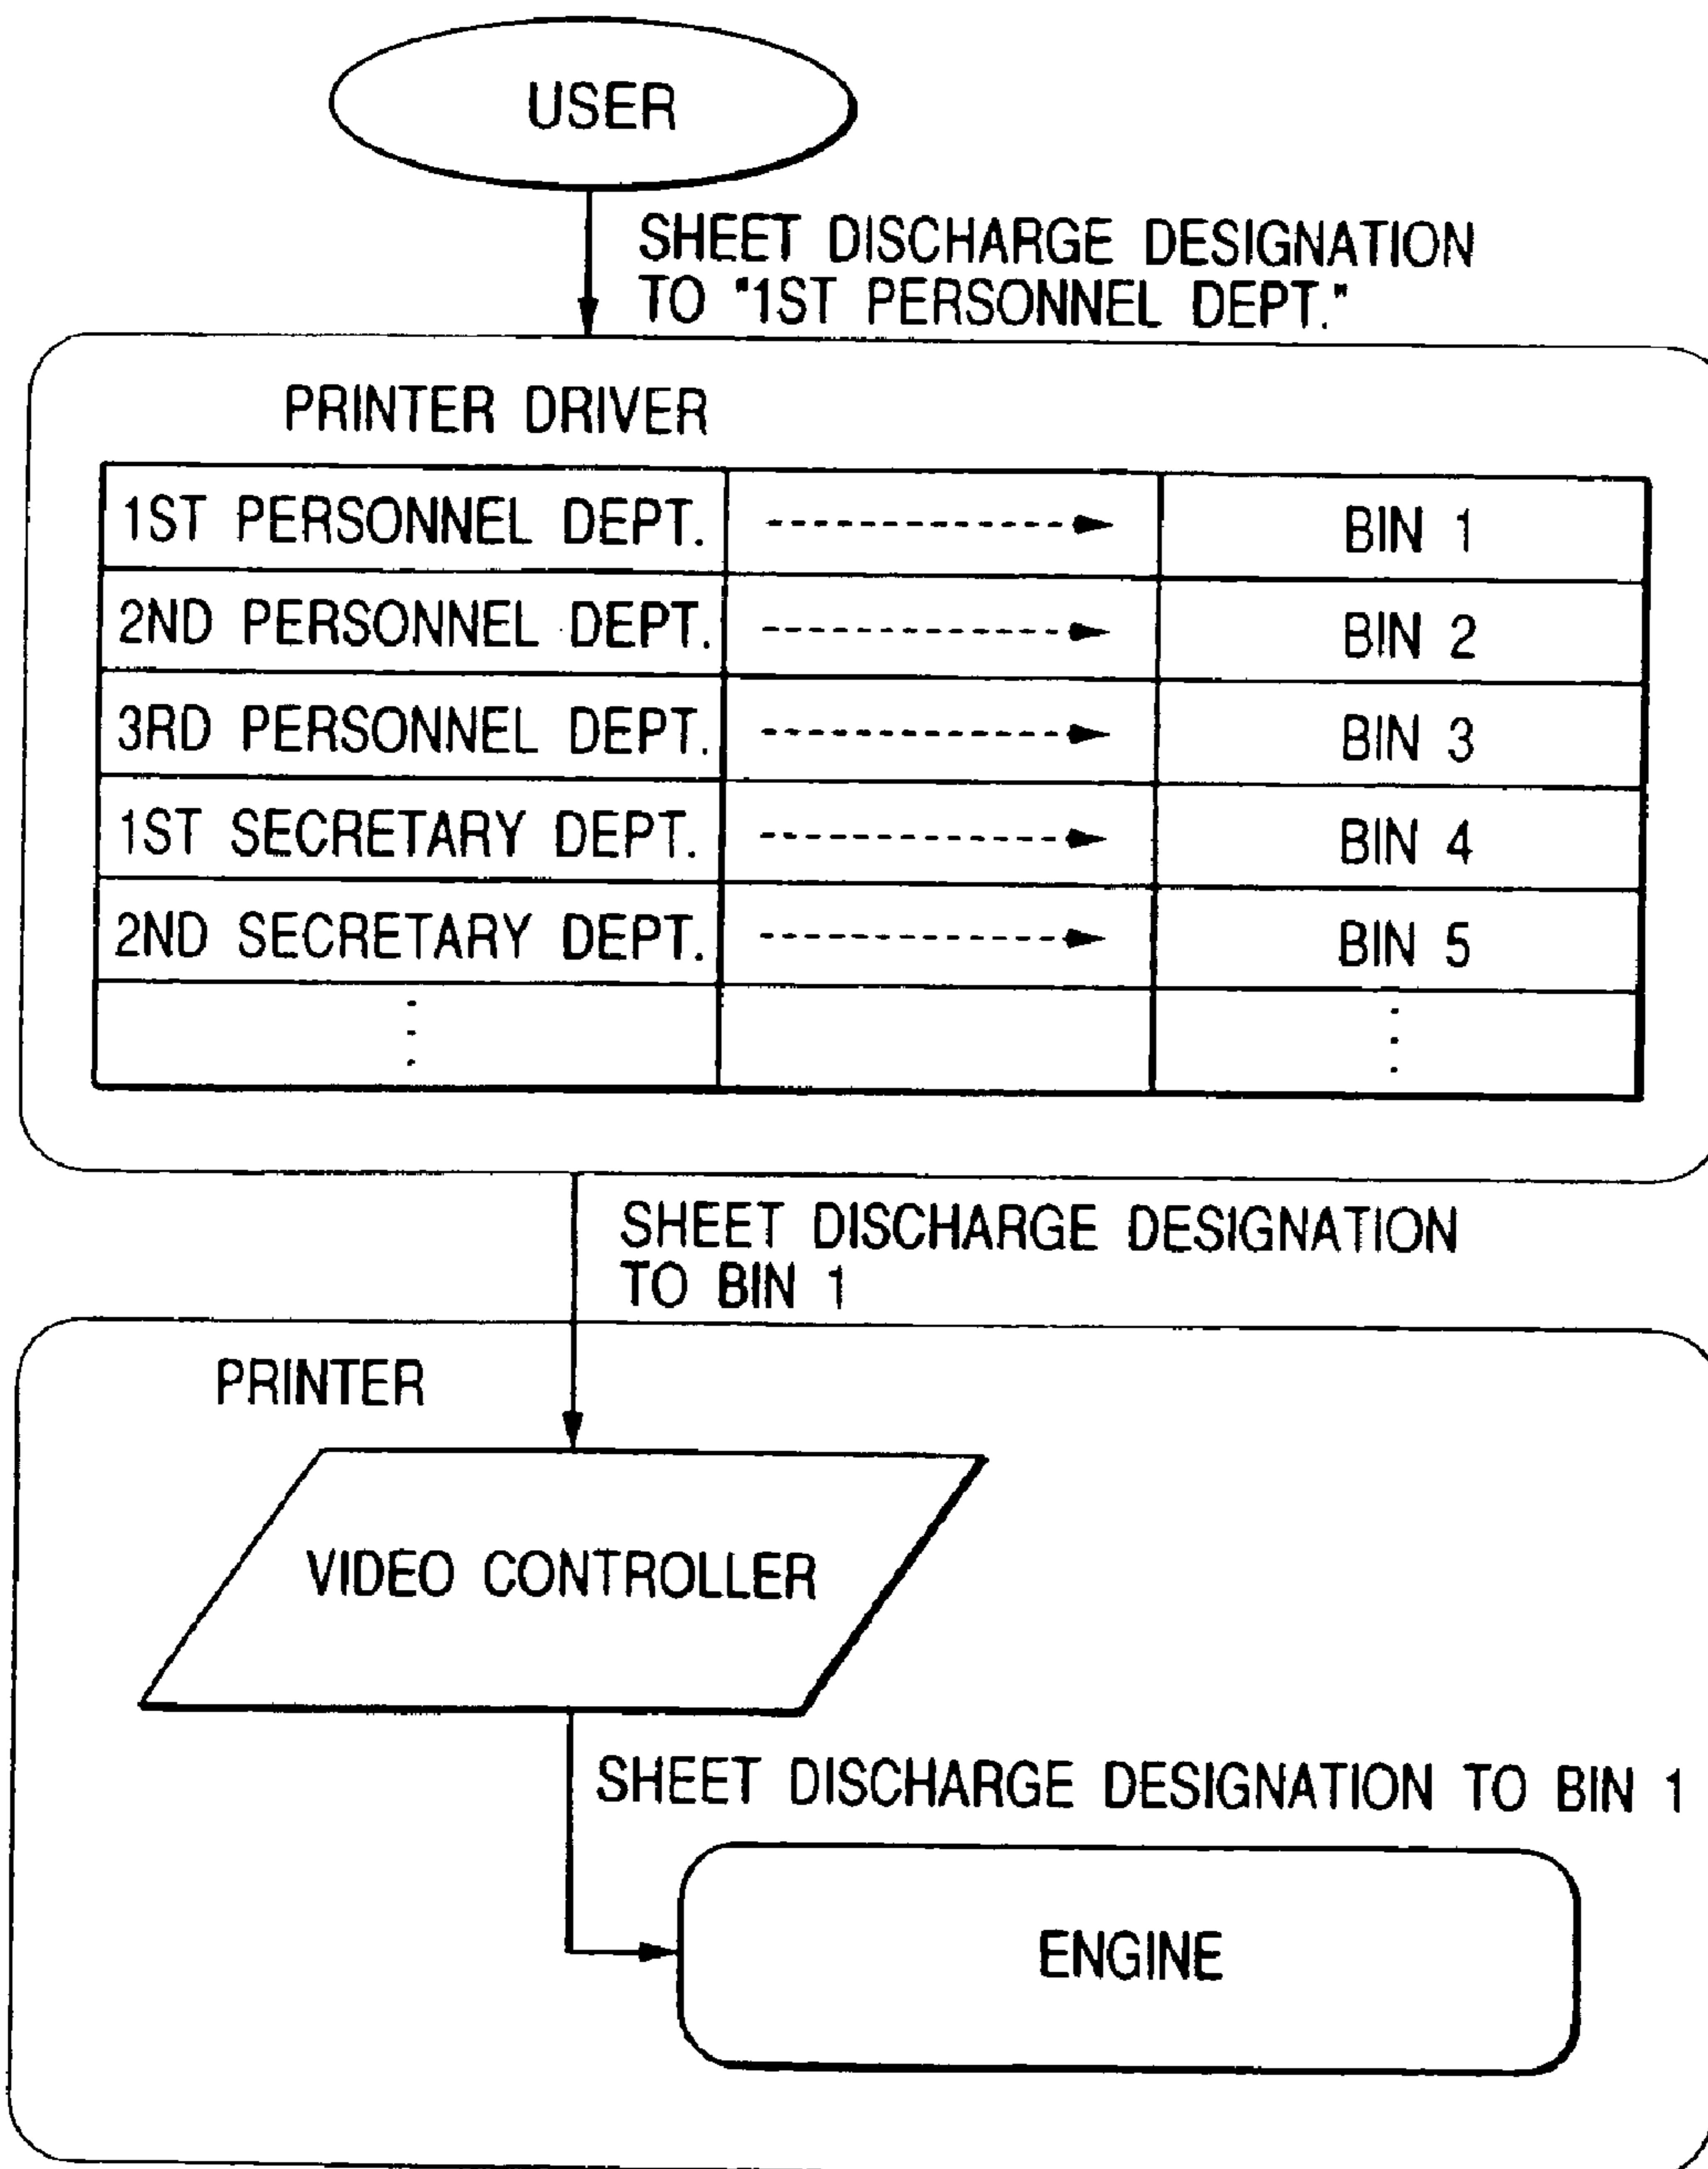 USER
SHEET DISCHARGE DESIGNATION
TO "1ST PERSONNEL DEPT."
PRINTER DRIVER
1ST PERSONNEL DEPT. BIN 1
2ND PERSONNEL DEPT. BIN 2
3RD PERSONNEL DEPT. BIN 3
1ST SECRETARY DEPT. BIN 4
2ND SECRETARY DEPT. BIN 5
SHEET DISCHARGE DESIGNATION
TO BIN 1
PRINTER
VIDEO CONTROLLER
SHEET DISCHARGE DESIGNATION TO BIN 1
ENGINE